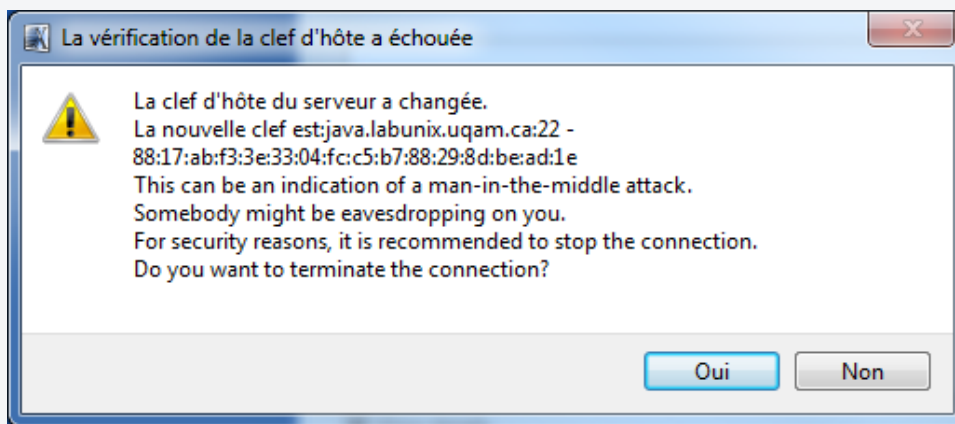 La vérification de la clef d'hôte a échouée
La clef d'hôte du serveur a changée.
La nouvelle clef est:java.labunix.uqam.ca:22 -
88:17:ab:f3:3e:33:04:fc:c5:b7:88:29:8d:be:ad:1e
This can be an indication of a man-in-the-middle attack.
Somebody might be eavesdropping on you.
For security reasons, it is recommended to stop the connection.
Do you want to terminate the connection?
Oui
Non